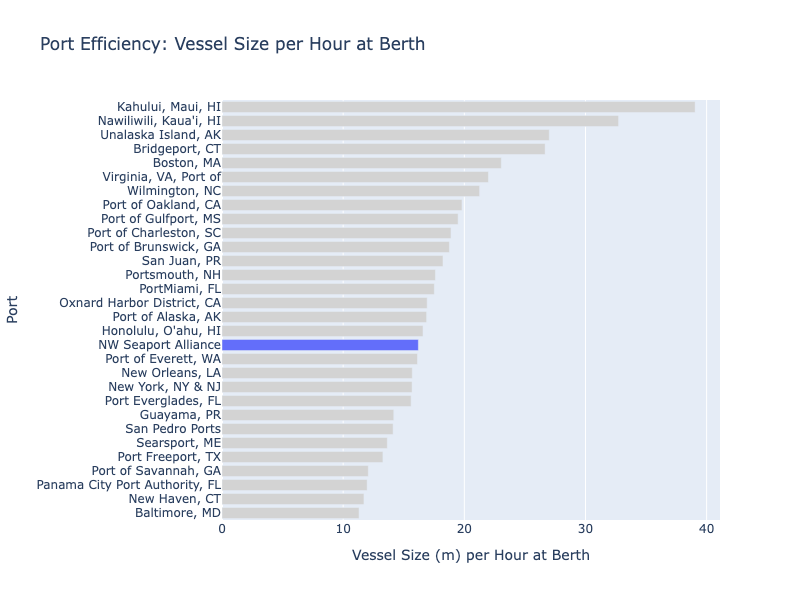 Port Efficiency: Vessel Size per Hour at Berth
Port
Kahului, Maui, HI
Nawiliwili, Kaua'i, HI
Unalaska Island, AK
Bridgeport, CT
Boston, MA
Virginia, VA, Port of
Wilmington, NC
Port of Oakland, CA
Port of Gulfport, MS
Port of Charleston, SC
Port of Brunswick, GA
San Juan, PR
Portsmouth, NH
PortMiami, FL
Oxnard Harbor District, CA
Port of Alaska, AK
Honolulu, O'ahu, HI
NW Seaport Alliance
Port of Everett, WA
New Orleans, LA
New York, NY & NJ
Port Everglades, FL
Guayama, PR
San Pedro Ports
Searsport, ME
Port Freeport, TX
Port of Savannah, GA
Panama City Port Authority, FL
New Haven, CT
Baltimore, MD
0 10 20 30 40
Vessel Size (m) per Hour at Berth